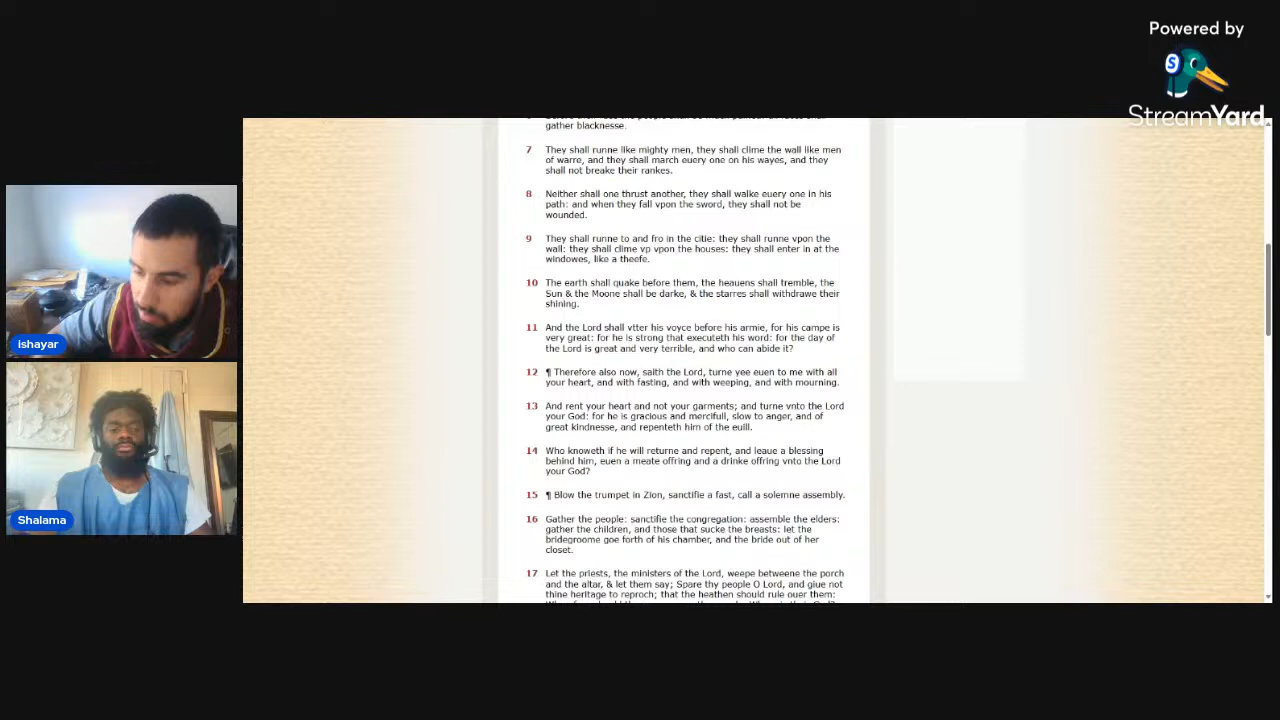 Powered by
StreamYard
gather blacknesse.
7 They shall runne like mighty men, they shall clime the wall like men
of warre, and they shall march euery one on his wayes, and they
shall not breake their rankes.
8 Neither shall one thrust another, they shall walke euery one in his
path: and when they fall vpon the sword, they shall not be
wounded.
9 They shall runne to and fro in the citie: they shall runne vpon the
wall: they shall clime vp vpon the houses: they shall enter in at the
windowes, like a theefe.
10 The earth shall quake before them, the heauens shall tremble, the
Sun & the Moone shall be darke, & the starres shall withdrawe their
shining.
11 And the Lord shall vtter his voyce before his armie, for his campe is
very great: for he is strong that executeth his word: for the day of
the Lord is great and very terrible, and who can abide it?
12 ¶ Therefore also now, saith the Lord, turne yee euen to me with all
your heart, and with fasting, and with weeping, and with mourning.
13 And rent your heart and not your garments; and turne vnto the Lord
your God: for he is gracious and mercifull, slow to anger, and of
great kindnesse, and repenteth him of the euill.
14 Who knoweth if he will returne and repent, and leaue a blessing
behind him, euen a meate offring and a drinke offring vnto the Lord
your God?
15 ¶ Blow the trumpet in Zion, sanctifie a fast, call a solemne assembly.
16 Gather the people: sanctifie the congregation: assemble the elders:
gather the children, and those that sucke the breasts: let the
bridegroome goe forth of his chamber, and the bride out of her
closet.
17 Let the priests, the ministers of the Lord, weepe betweene the porch
and the altar, & let them say; Spare thy people O Lord, and giue not
thine heritage to reproch; that the heathen should rule ouer them:
ishayar
Shalama